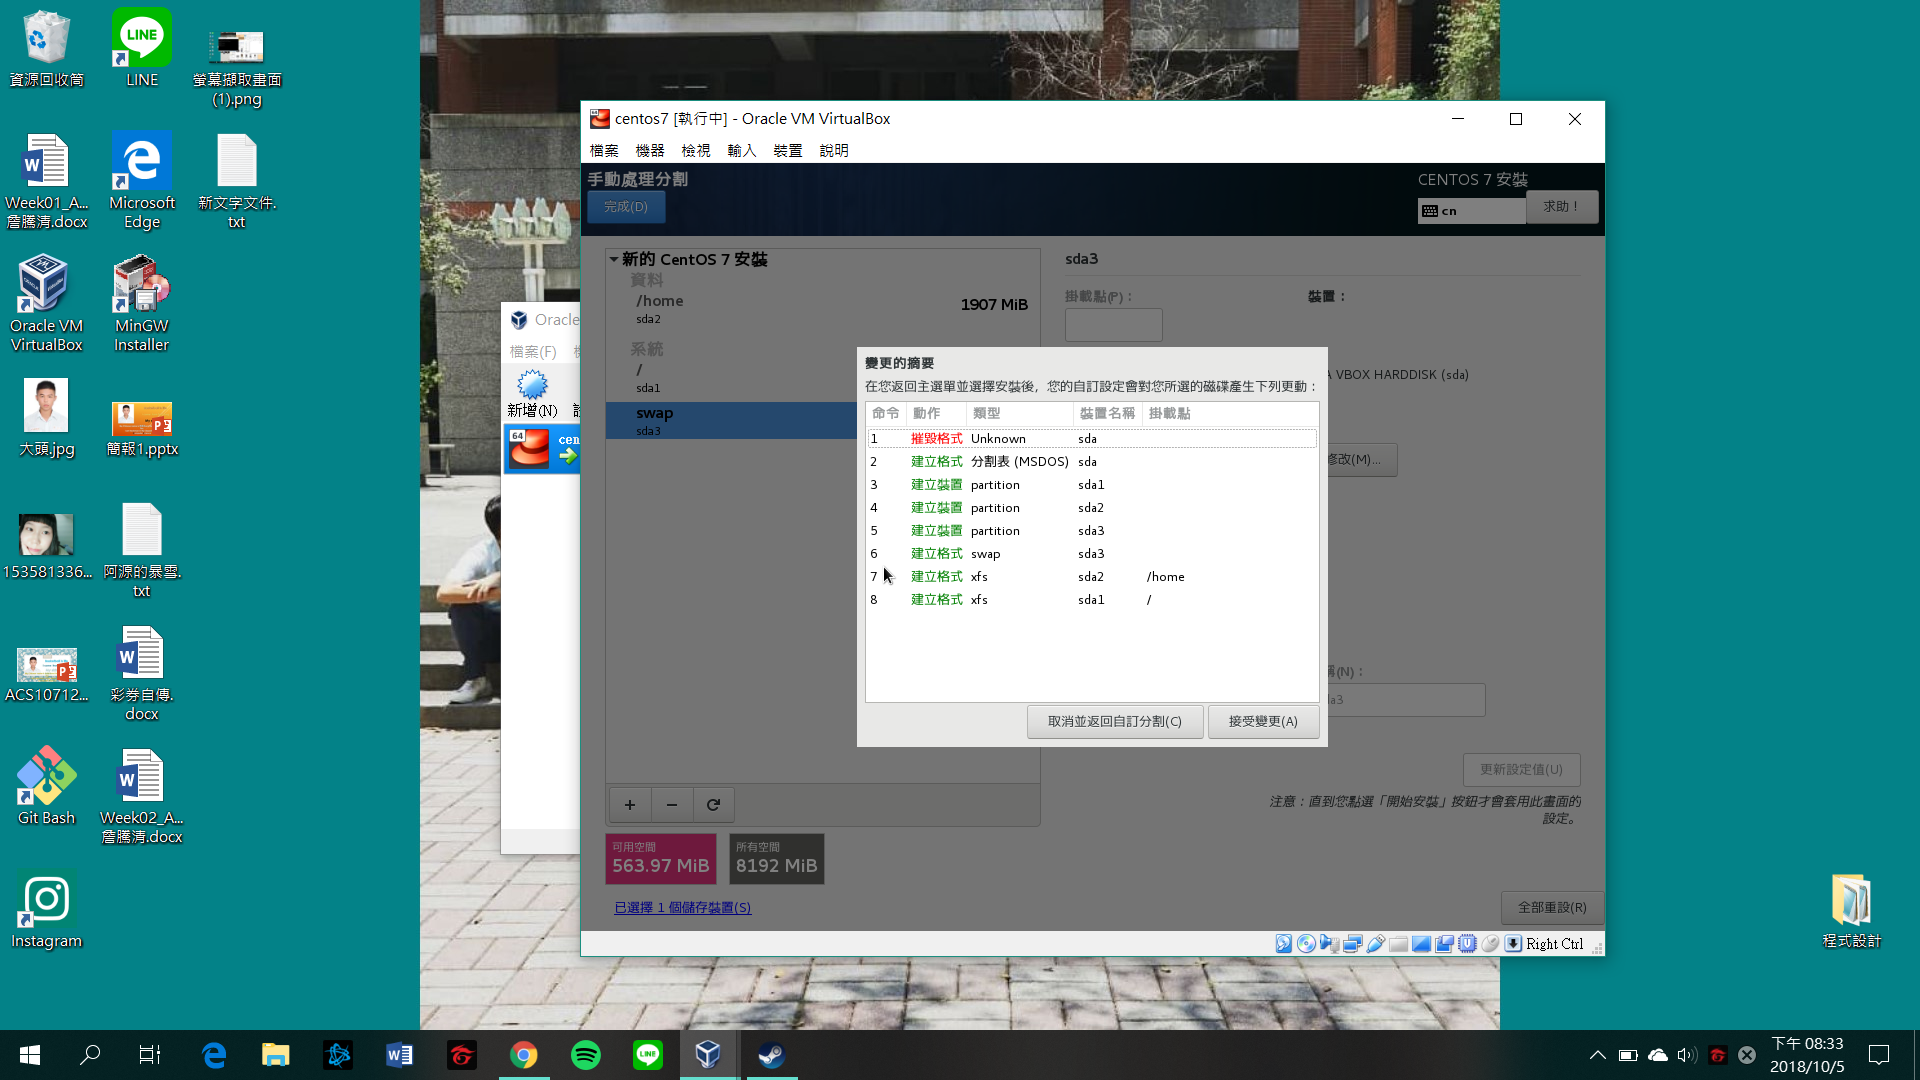 資源回收筒
LINE
螢幕擷取畫面
(1).png
Week01_A...
詹騰淯.docx
Microsoft
Edge
新文字文件.
txt
Oracle VM
VirtualBox
MinGW
Installer
大頭.jpg
簡報1.pptx
153581336...
阿源的暴雪.
txt
ACS10712...
彩券自傳.
docx
Git Bash
Week02_A...
詹騰淯.docx
Instagram
程式設計
Oracle
檔案(F)
新增(N)
64
cen
centos7 [執行中] - Oracle VM VirtualBox
檔案 機器 檢視 輸入 裝置 說明
手動處理分割
完成(D)
CENTOS 7 安裝
cn
求助！
新的 CentOS 7 安裝
資料
/home
1907 MiB
sda2
系統
/
sda1
swap
sda3
sda3
掛載點(P)：
裝置：
VBOX HARDDISK (sda)
修改(M)...
稱(N)：
更新設定值(U)
注意：直到您點選「開始安裝」按鈕才會套用此畫面的
設定。
變更的摘要
在您返回主選單並選擇安裝後，您的自訂設定會對您所選的磁碟產生下列更動：
命令 動作 類型 裝置名稱 掛載點
1 摧毀格式 Unknown sda
2 建立格式 分割表 (MSDOS) sda
3 建立裝置 partition sda1
4 建立裝置 partition sda2
5 建立裝置 partition sda3
6 建立格式 swap sda3
7 建立格式 xfs sda2 /home
8 建立格式 xfs sda1 /
取消並返回自訂分割(C)
接受變更(A)
+ −
可用空間
563.97 MiB
所有空間
8192 MiB
已選擇 1 個儲存裝置(S)
全部重設(R)
Right Ctrl
下午 08:33
2018/10/5